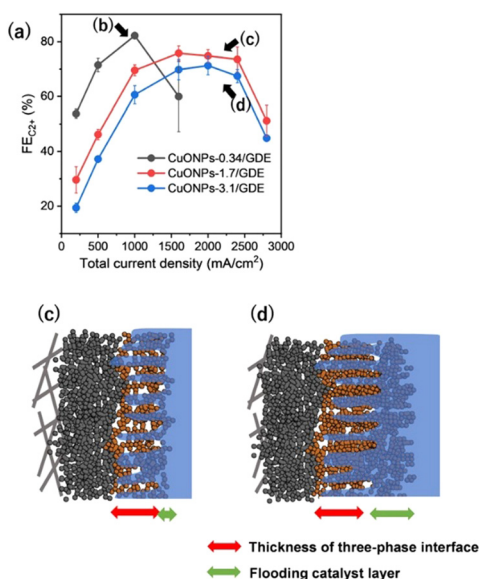 (a)
(b)
(c)
(d)
FE_C2+ (%)
80
60
40
20
CuONPs-0.34/GDE
CuONPs-1.7/GDE
CuONPs-3.1/GDE
0 500 1000 1500 2000 2500 3000
Total current density (mA/cm²)
(c) (d)
Thickness of three-phase interface
Flooding catalyst layer